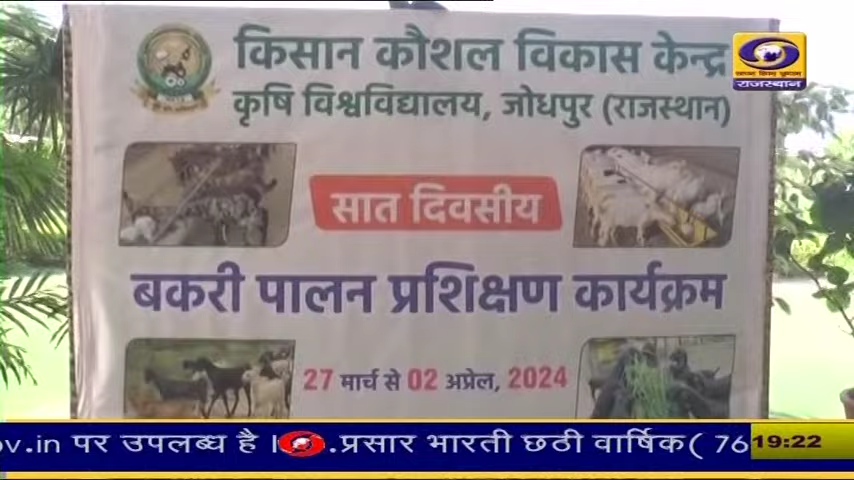 किसान कौशल विकास केन्द्र
कृषि विश्वविद्यालय, जोधपुर (राजस्थान)
राजस्थान
सात दिवसीय
बकरी पालन प्रशिक्षण कार्यक्रम
27 मार्च से 02 अप्रेल, 2024
ov.in पर उपलब्ध है । .प्रसार भारती छठी वार्षिक( 76
19:22